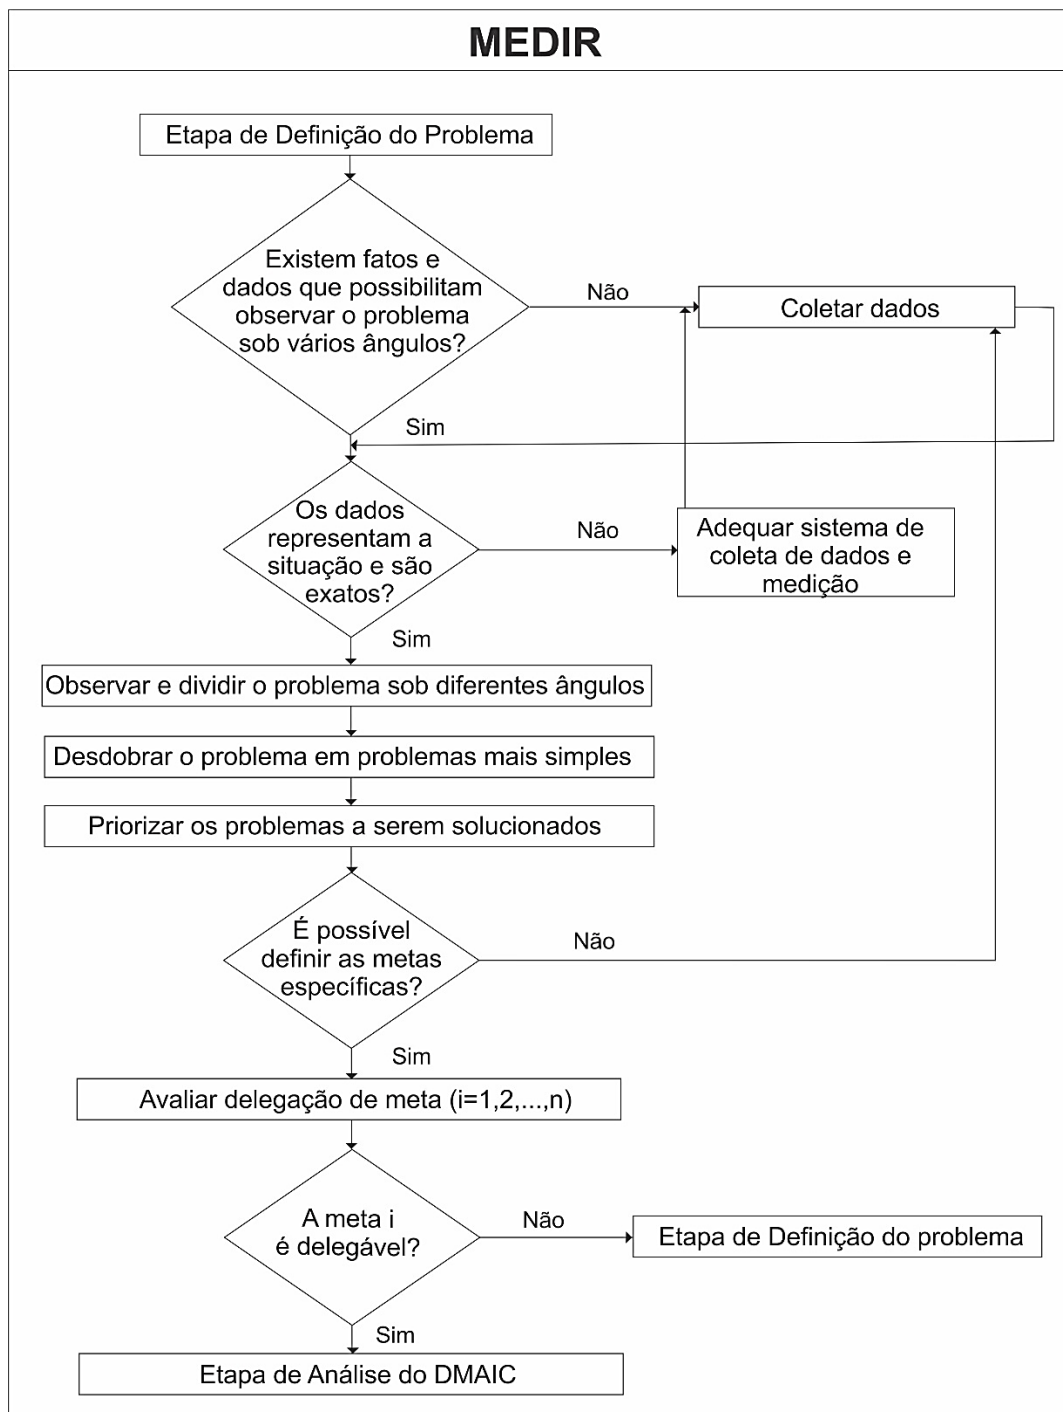 MEDIR
Etapa de Definição do Problema
Existem fatos e
dados que possibilitam
observar o problema
sob vários ângulos?
Não
Coletar dados
Sim
Os dados
representam a
situação e são
exatos?
Não
Adequar sistema de
coleta de dados e
medição
Sim
Observar e dividir o problema sob diferentes ângulos
Desdobrar o problema em problemas mais simples
Priorizar os problemas a serem solucionados
É possível
definir as metas
específicas?
Não
Sim
Avaliar delegação de meta (i=1,2,...,n)
A meta i
é delegável?
Não
Etapa de Definição do problema
Sim
Etapa de Análise do DMAIC